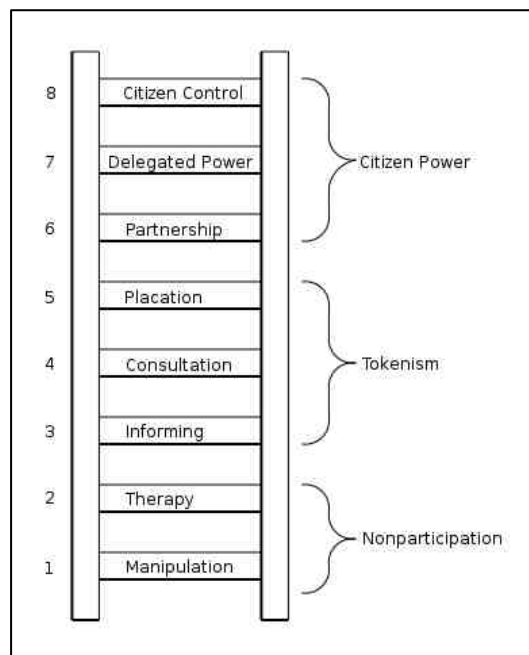 8 Citizen Control
7 Delegated Power Citizen Power
6 Partnership
5 Placation
4 Consultation Tokenism
3 Informing
2 Therapy
Nonparticipation
1 Manipulation